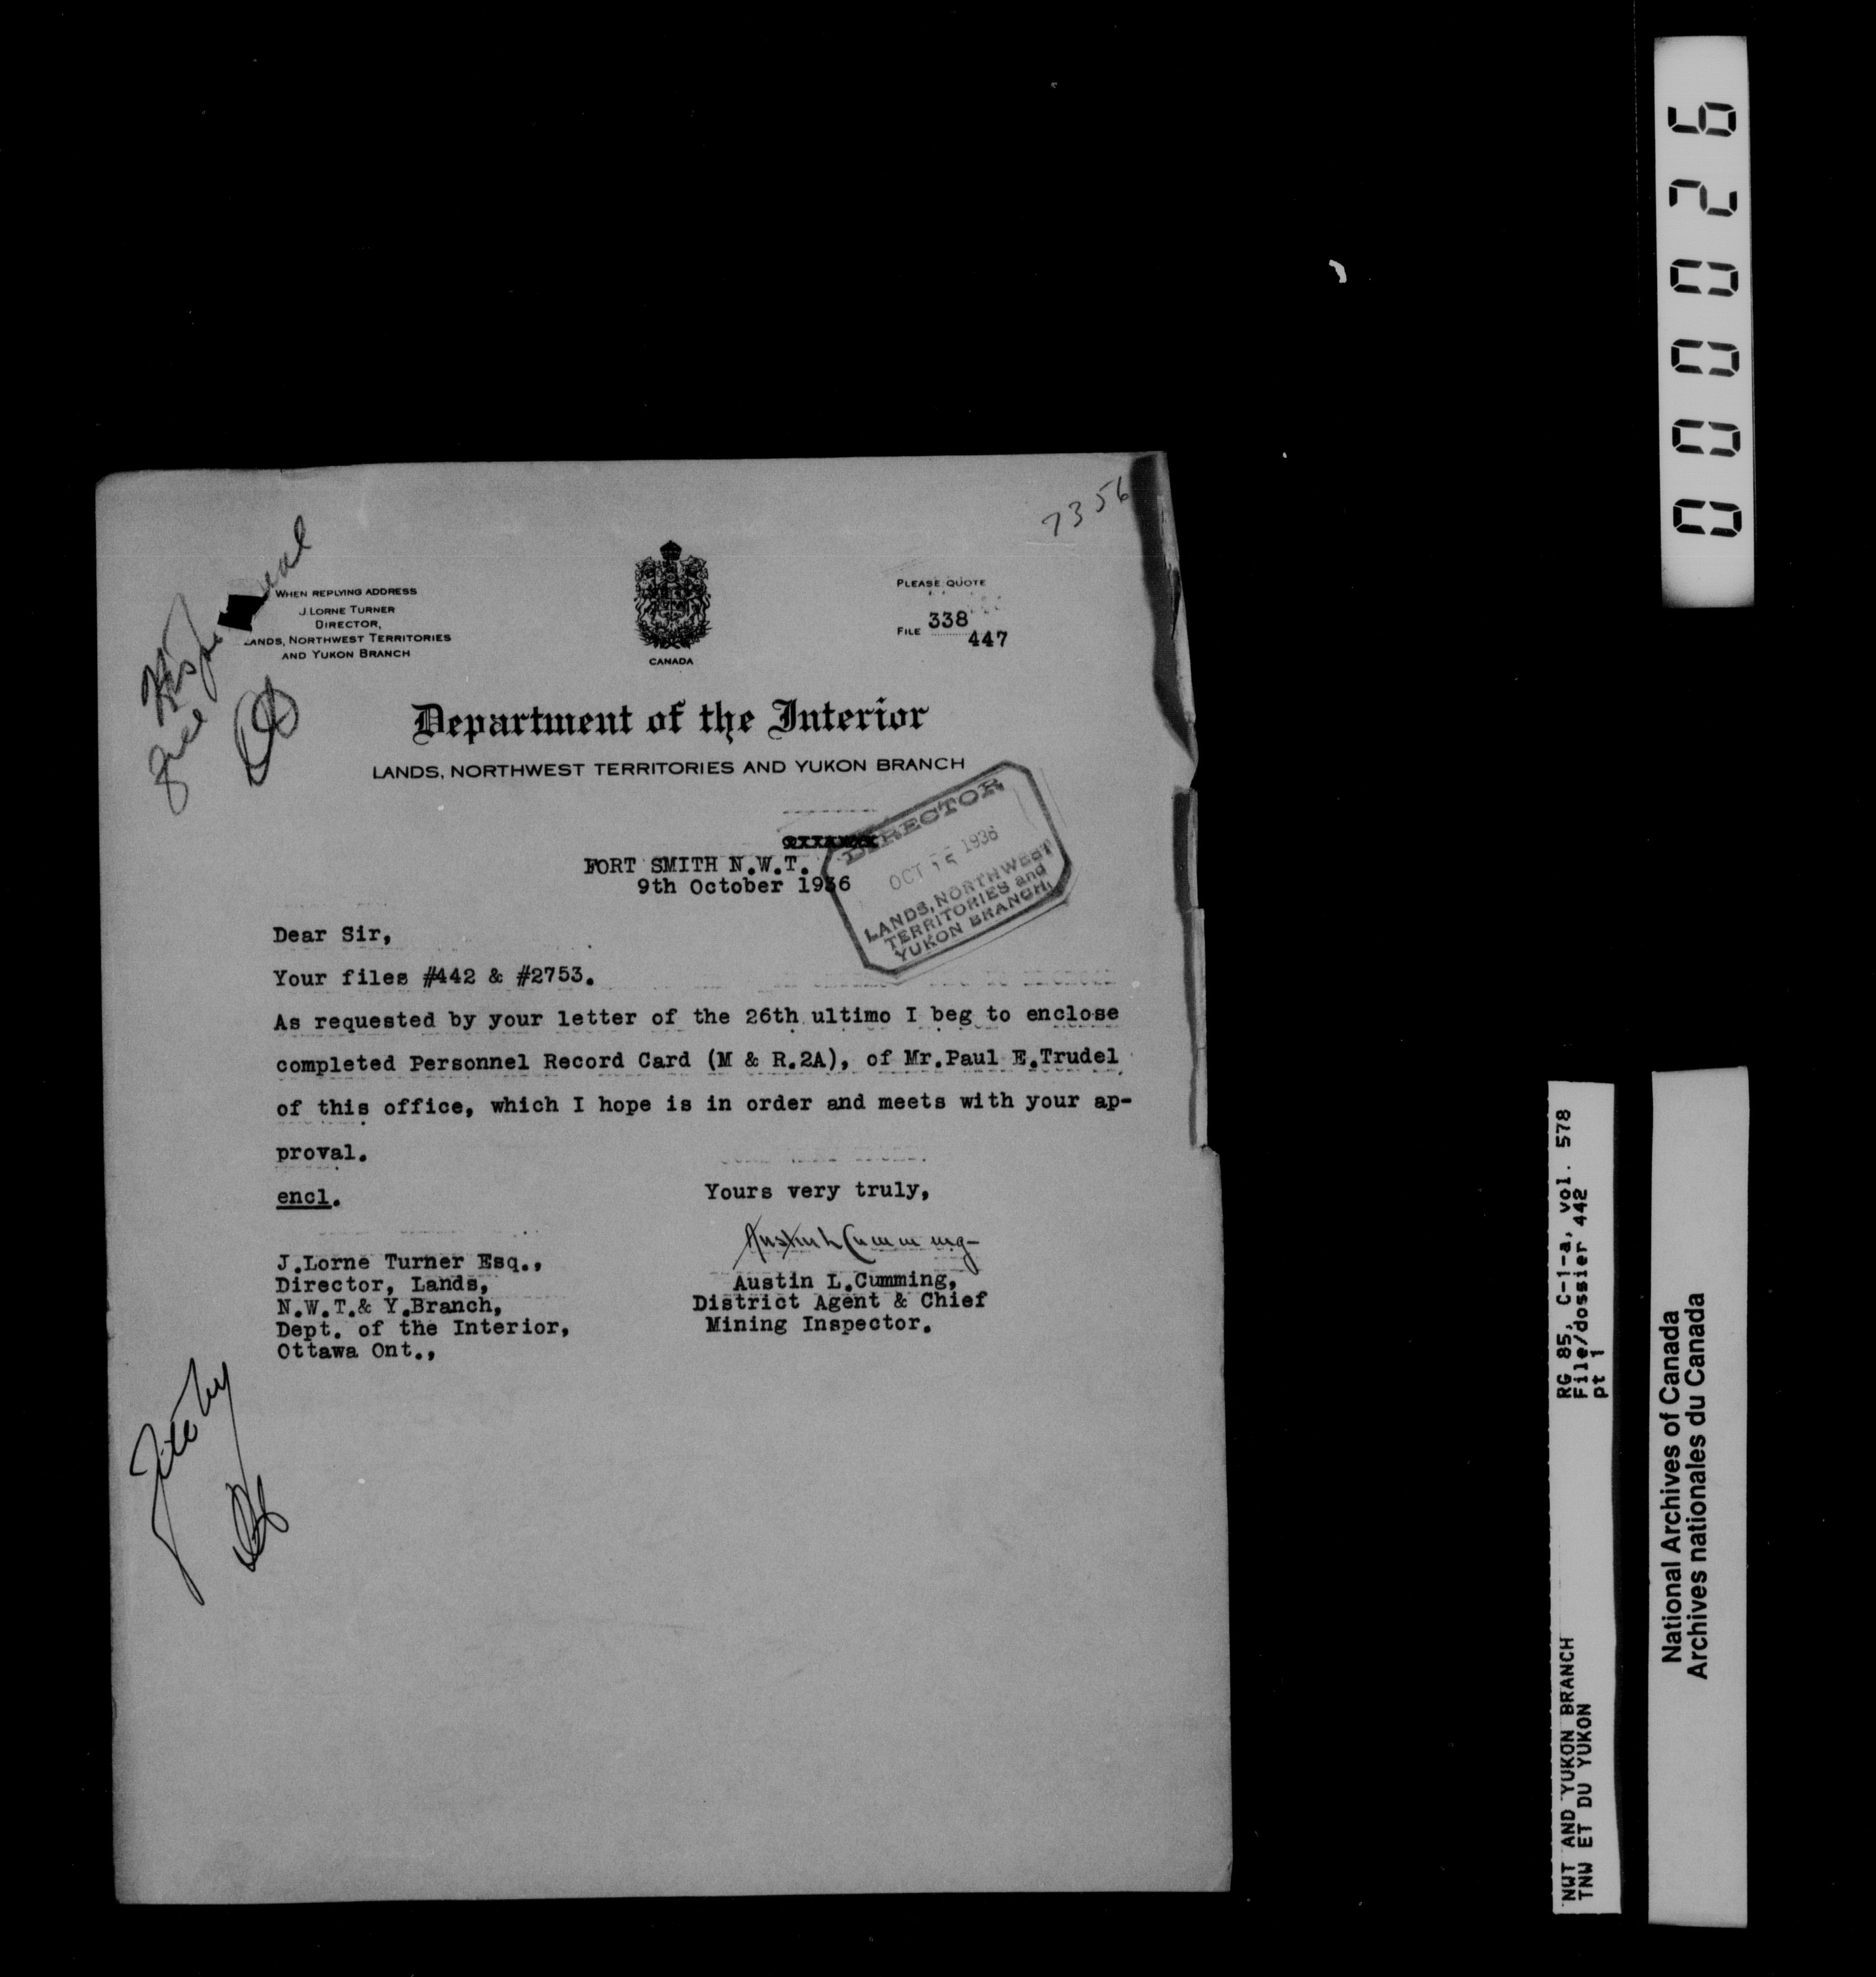 7356
WHEN REPLYING ADDRESS
J. LORNE TURNER
DIRECTOR,
LANDS, NORTHWEST TERRITORIES
AND YUKON BRANCH
CANADA
PLEASE QUOTE
FILE 338
447
Department of the Interior
LANDS, NORTHWEST TERRITORIES AND YUKON BRANCH
DIRECTOR
OCT 15 1936
LANDS, NORTHWEST
TERRITORIES and
YUKON BRANCH.
FORT SMITH N.W.T.
9th October 1936
Dear Sir,
Your files #442 & #2753.
As requested by your letter of the 26th ultimo I beg to enclose
completed Personnel Record Card (M & R.2A), of Mr.Paul E.Trudel
of this office, which I hope is in order and meets with your ap-
proval.
encl.
Yours very truly,
Austin L Cumming
Austin L.Cumming,
District Agent & Chief
Mining Inspector.
J.Lorne Turner Esq.,
Director, Lands,
N.W.T.& Y.Branch,
Dept. of the Interior,
Ottawa Ont.,
000026
RG 85, C-1-a, vol. 578
File/dossier 442
pt 1
NWT AND YUKON BRANCH
TNW ET DU YUKON
National Archives of Canada
Archives nationales du Canada